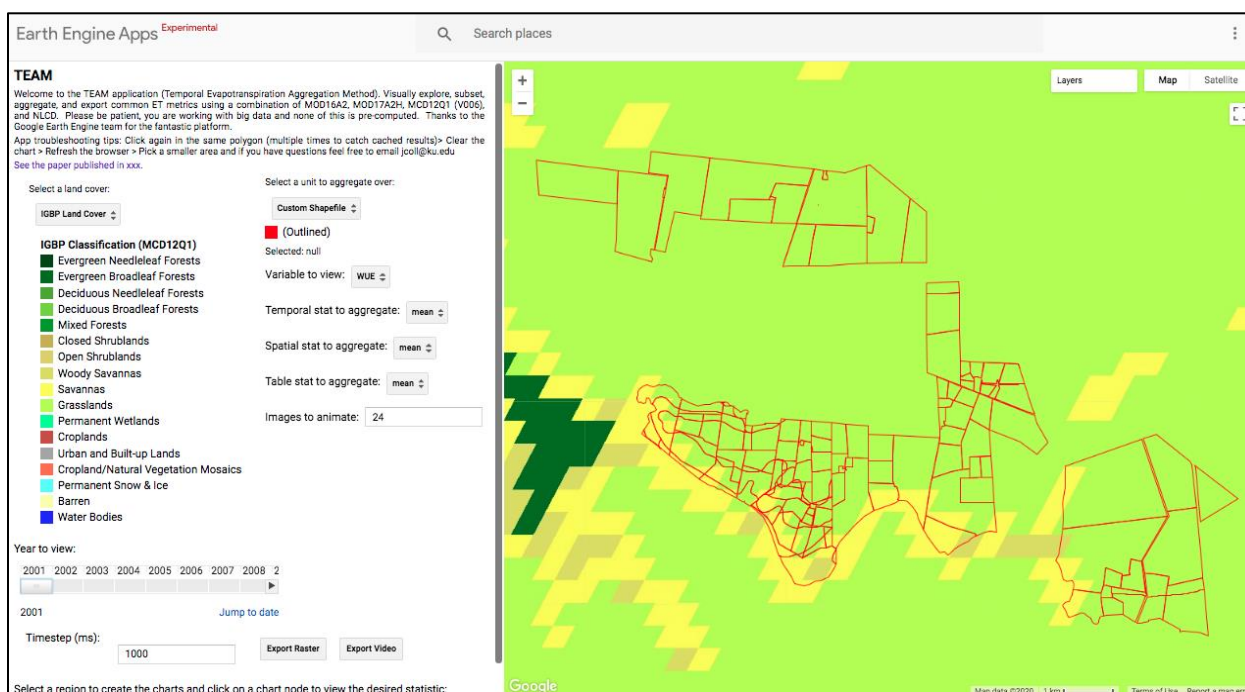 Earth Engine Apps Experimental
Search places
TEAM
Welcome to the TEAM application (Temporal Evapotranspiration Aggregation Method). Visually explore, subset,
aggregate, and export common ET metrics using a combination of MOD16A2, MOD17A2H, MCD12Q1 (V006),
and NLCD. Please be patient, you are working with big data and none of this is pre-computed. Thanks to the
Google Earth Engine team for the fantastic platform.
App troubleshooting tips: Click again in the same polygon (multiple times to catch cached results)> Clear the
chart > Refresh the browser > Pick a smaller area and if you have questions feel free to email jcoll@ku.edu
See the paper published in xxx.
Select a land cover:
IGBP Land Cover
IGBP Classification (MCD12Q1)
Evergreen Needleleaf Forests
Evergreen Broadleaf Forests
Deciduous Needleleaf Forests
Deciduous Broadleaf Forests
Mixed Forests
Closed Shrublands
Open Shrublands
Woody Savannas
Savannas
Grasslands
Permanent Wetlands
Croplands
Urban and Built-up Lands
Cropland/Natural Vegetation Mosaics
Permanent Snow & Ice
Barren
Water Bodies
Select a unit to aggregate over:
Custom Shapefile
(Outlined)
Selected: null
Variable to view: WUE
Temporal stat to aggregate: mean
Spatial stat to aggregate: mean
Table stat to aggregate: mean
Images to animate: 24
Year to view:
2001 2002 2003 2004 2005 2006 2007 2008 2
2001 Jump to date
Timestep (ms): 1000 Export Raster Export Video
Select a region to create the charts and click on a chart node to view the desired statistic:
+
−
Layers
Map Satellite
Google
Map data ©2020 1 km Terms of Use Report a map